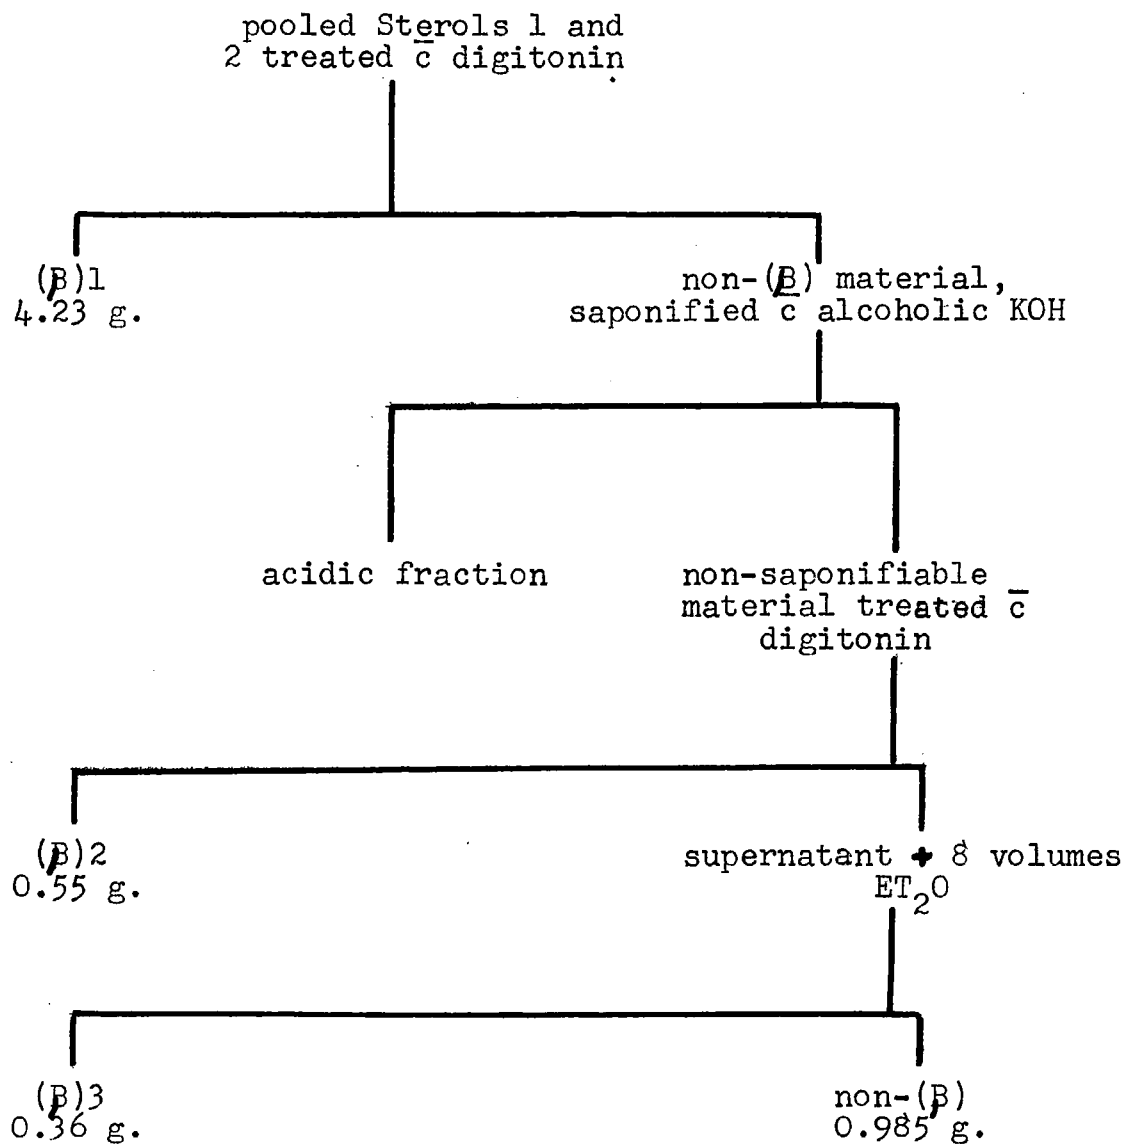 pooled Sterols 1 and
2 treated c̄ digitonin
(β)1
4.23 g.
non-(β) material,
saponified c̄ alcoholic KOH
acidic fraction
non-saponifiable
material treated c̄
digitonin
(β)2
0.55 g.
supernatant + 8 volumes
ET₂O
(β)3
0.36 g.
non-(β)
0.985 g.